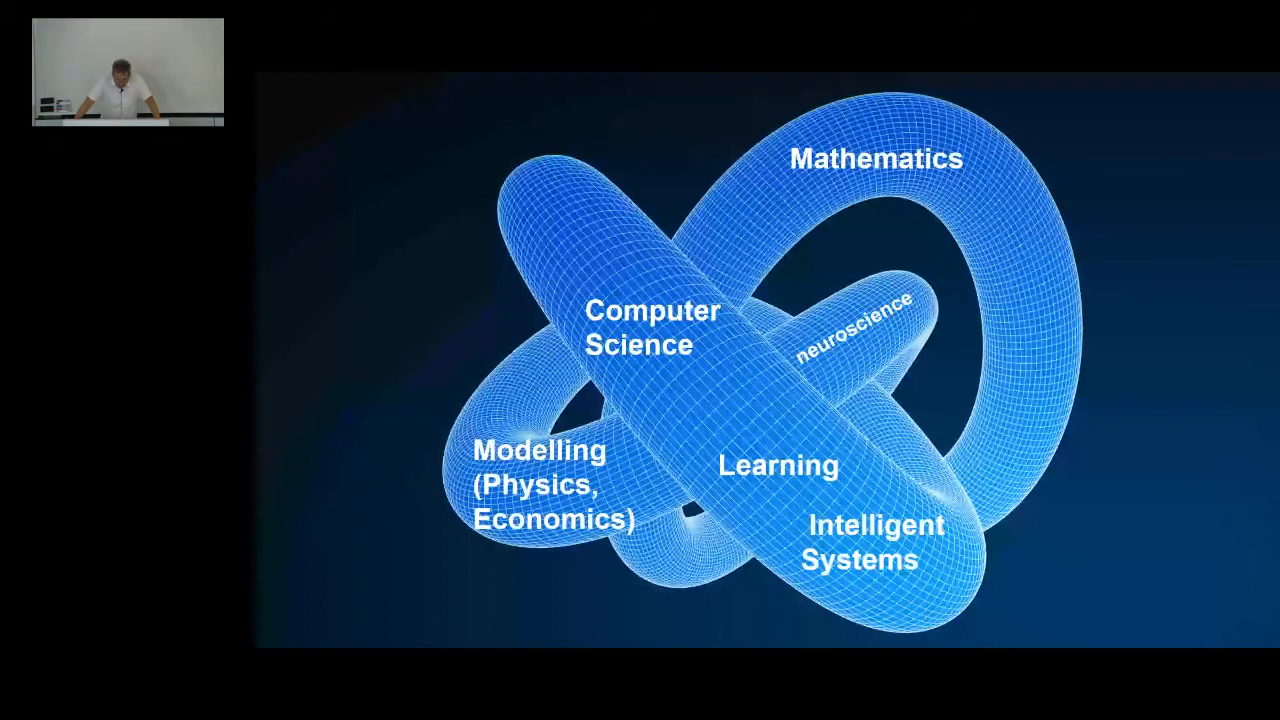 Mathematics
neuroscience
Computer
Science
Modelling
(Physics,
Economics)
Learning
Intelligent
Systems